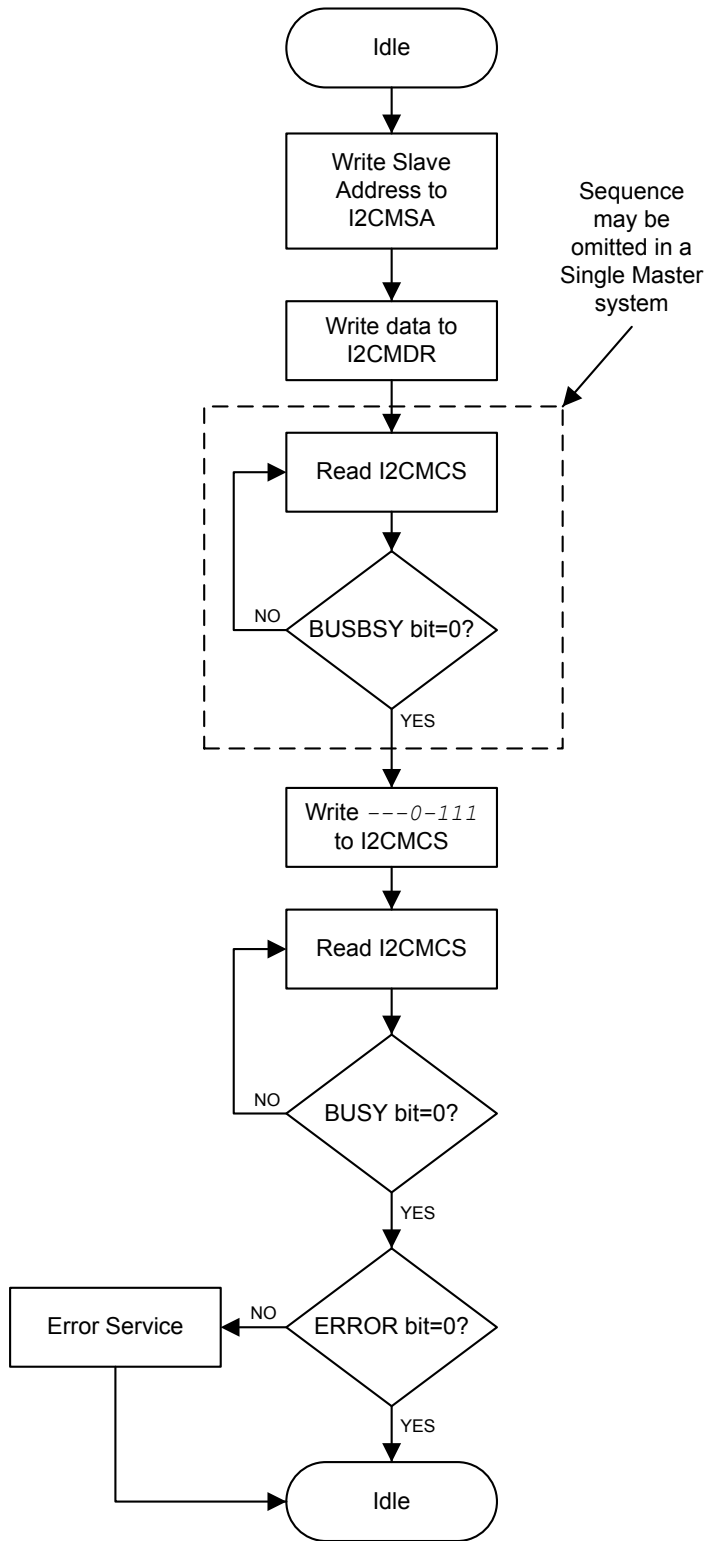 Idle
Write Slave
Address to
I2CMSA
Sequence
may be
omitted in a
Single Master
system
Write data to
I2CMDR
Read I2CMCS
NO
BUSBSY bit=0?
YES
Write ---0-111
to I2CMCS
Read I2CMCS
NO
BUSY bit=0?
YES
Error Service
NO
ERROR bit=0?
YES
Idle